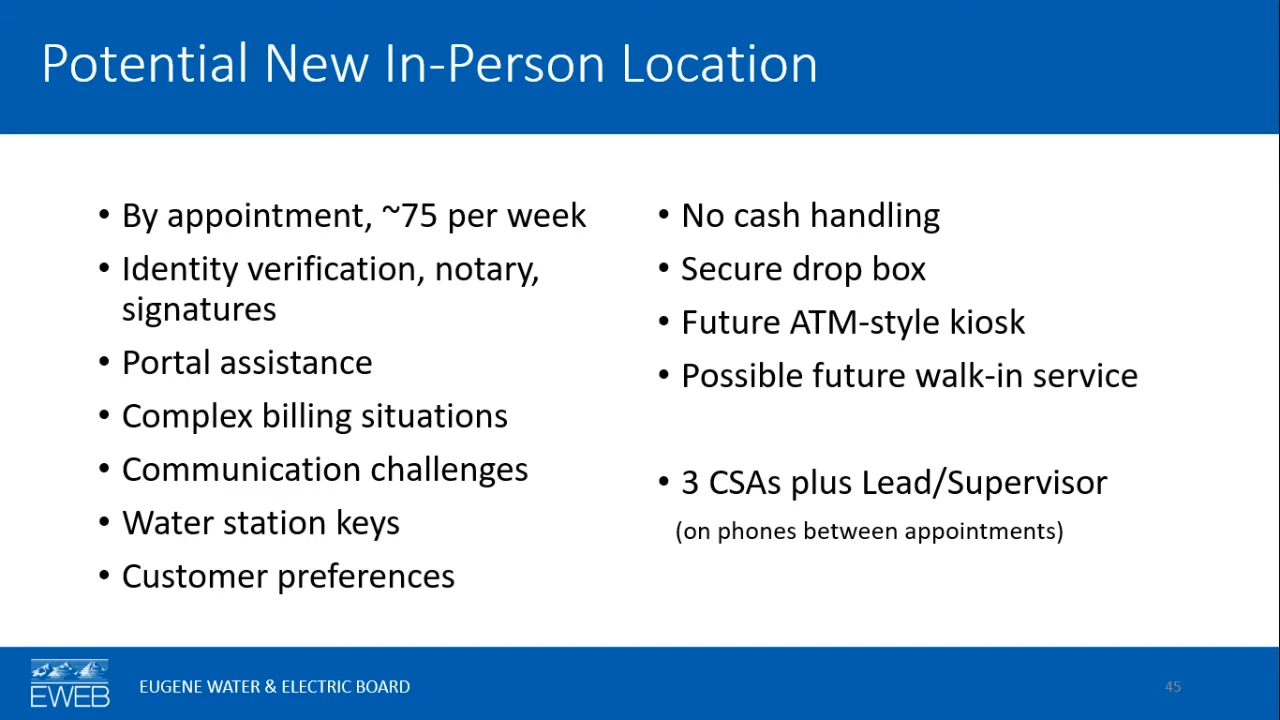 Potential New In-Person Location
• By appointment, ~75 per week
• Identity verification, notary,
signatures
• Portal assistance
• Complex billing situations
• Communication challenges
• Water station keys
• Customer preferences
• No cash handling
• Secure drop box
• Future ATM-style kiosk
• Possible future walk-in service
• 3 CSAs plus Lead/Supervisor
(on phones between appointments)
EWEB
EUGENE WATER & ELECTRIC BOARD
45